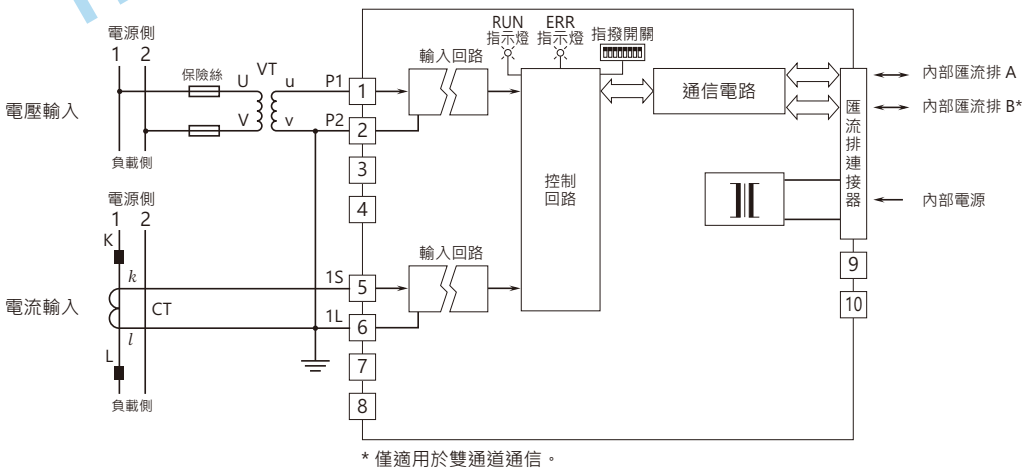 電壓輸入
電源側
1 2
保險絲
U VT u
V v
負載側
P1
P2
1
2
3
4
輸入回路
RUN
指示燈
ERR
指示燈
指撥開關
控制
回路
通信電路
匯流排連接器
內部匯流排 A
內部匯流排 B*
內部電源
電流輸入
電源側
1 2
K
k
CT
l
L
負載側
1S
1L
5
6
7
8
輸入回路
9
10
* 僅適用於雙通道通信。